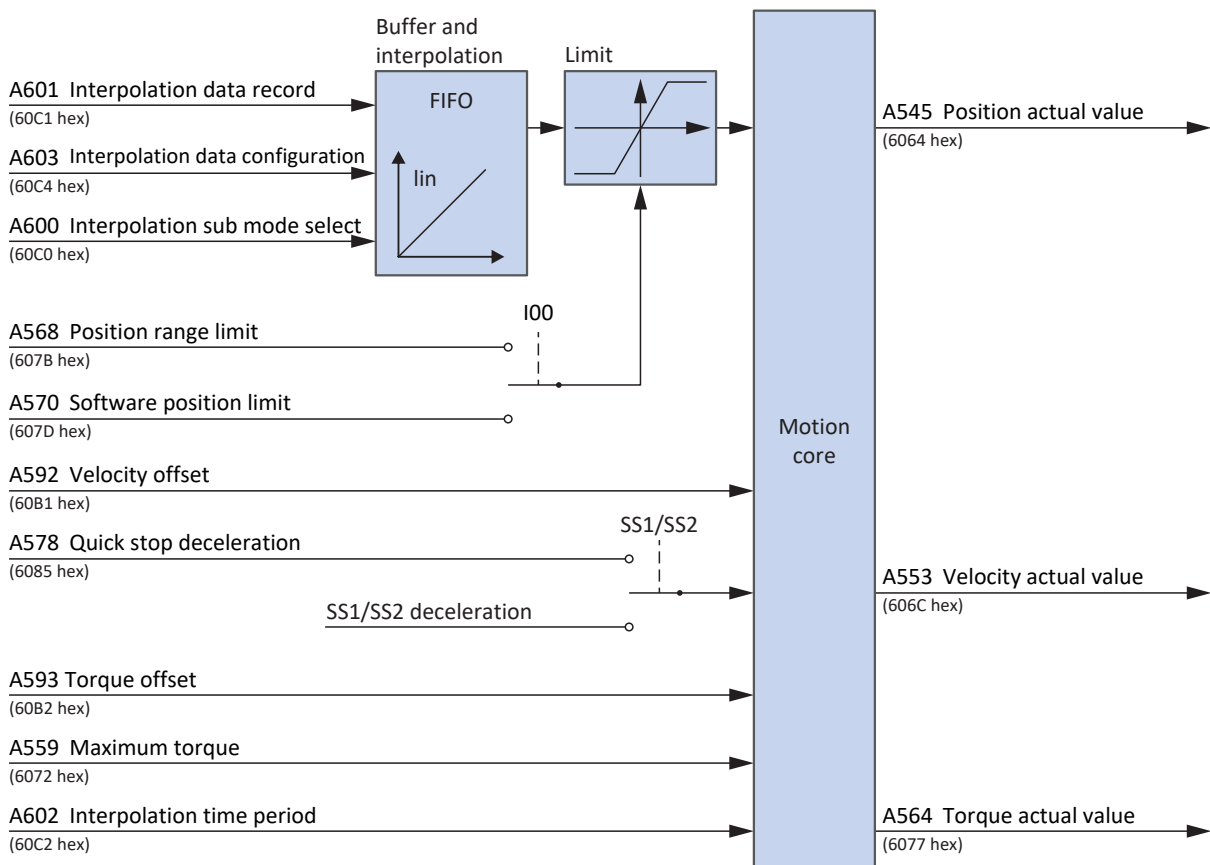 Buffer and
interpolation
Limit
A601 Interpolation data record
(60C1 hex)
FIFO
A545 Position actual value
(6064 hex)
A603 Interpolation data configuration
(60C4 hex)
lin
A600 Interpolation sub mode select
(60C0 hex)
I00
A568 Position range limit
(607B hex)
A570 Software position limit
(607D hex)
Motion
core
A592 Velocity offset
(60B1 hex)
SS1/SS2
A578 Quick stop deceleration
(6085 hex)
A553 Velocity actual value
(606C hex)
SS1/SS2 deceleration
A593 Torque offset
(60B2 hex)
A559 Maximum torque
(6072 hex)
A602 Interpolation time period
(60C2 hex)
A564 Torque actual value
(6077 hex)